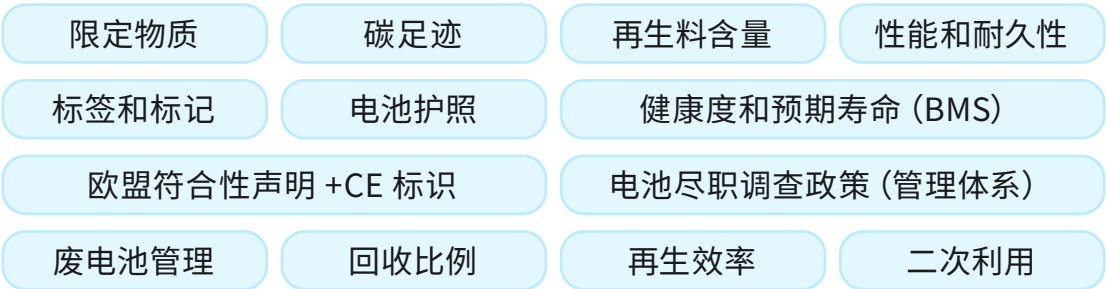 限定物质 碳足迹 再生料含量 性能和耐久性
标签和标记 电池护照 健康度和预期寿命（BMS）
欧盟符合性声明 +CE 标识 电池尽职调查政策（管理体系）
废电池管理 回收比例 再生效率 二次利用